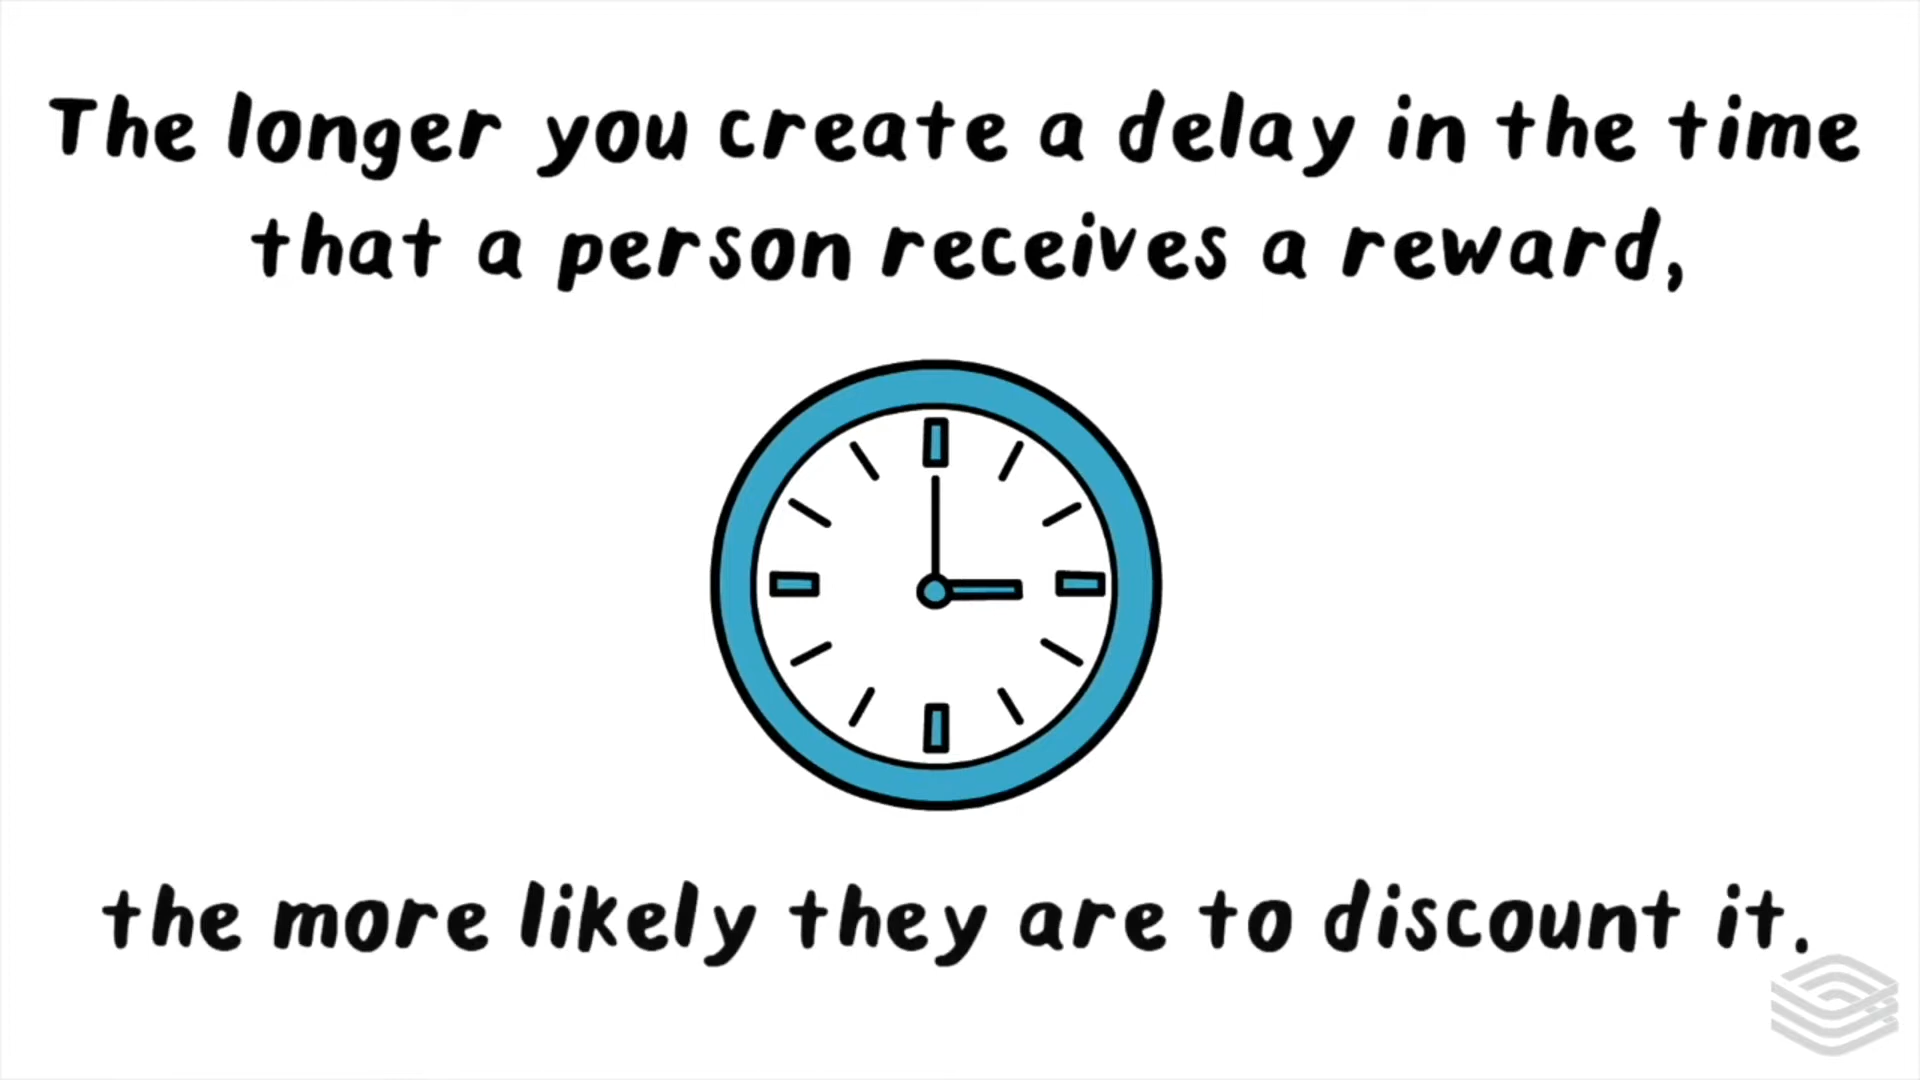 The longer you create a delay in the time
that a person receives a reward,
the more likely they are to discount it.